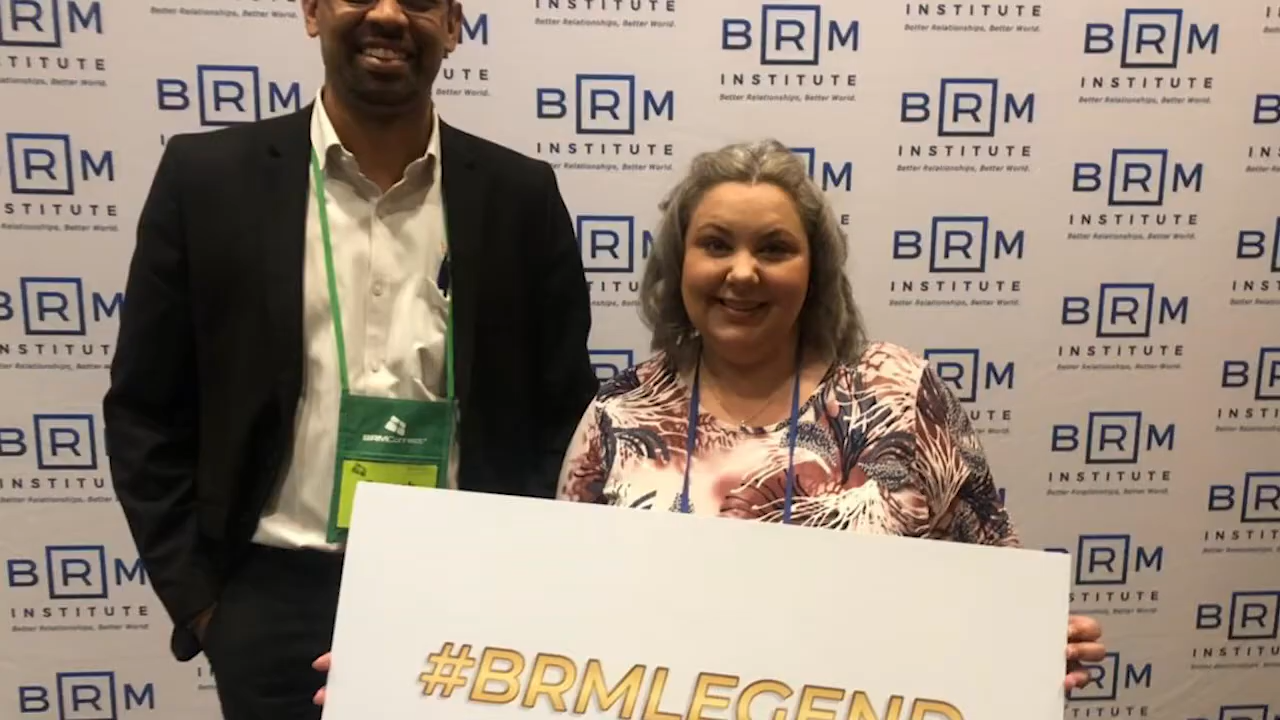 BRM
INSTITUTE
Better Relationships, Better World.
BRMConnect
#BRMLEGEND